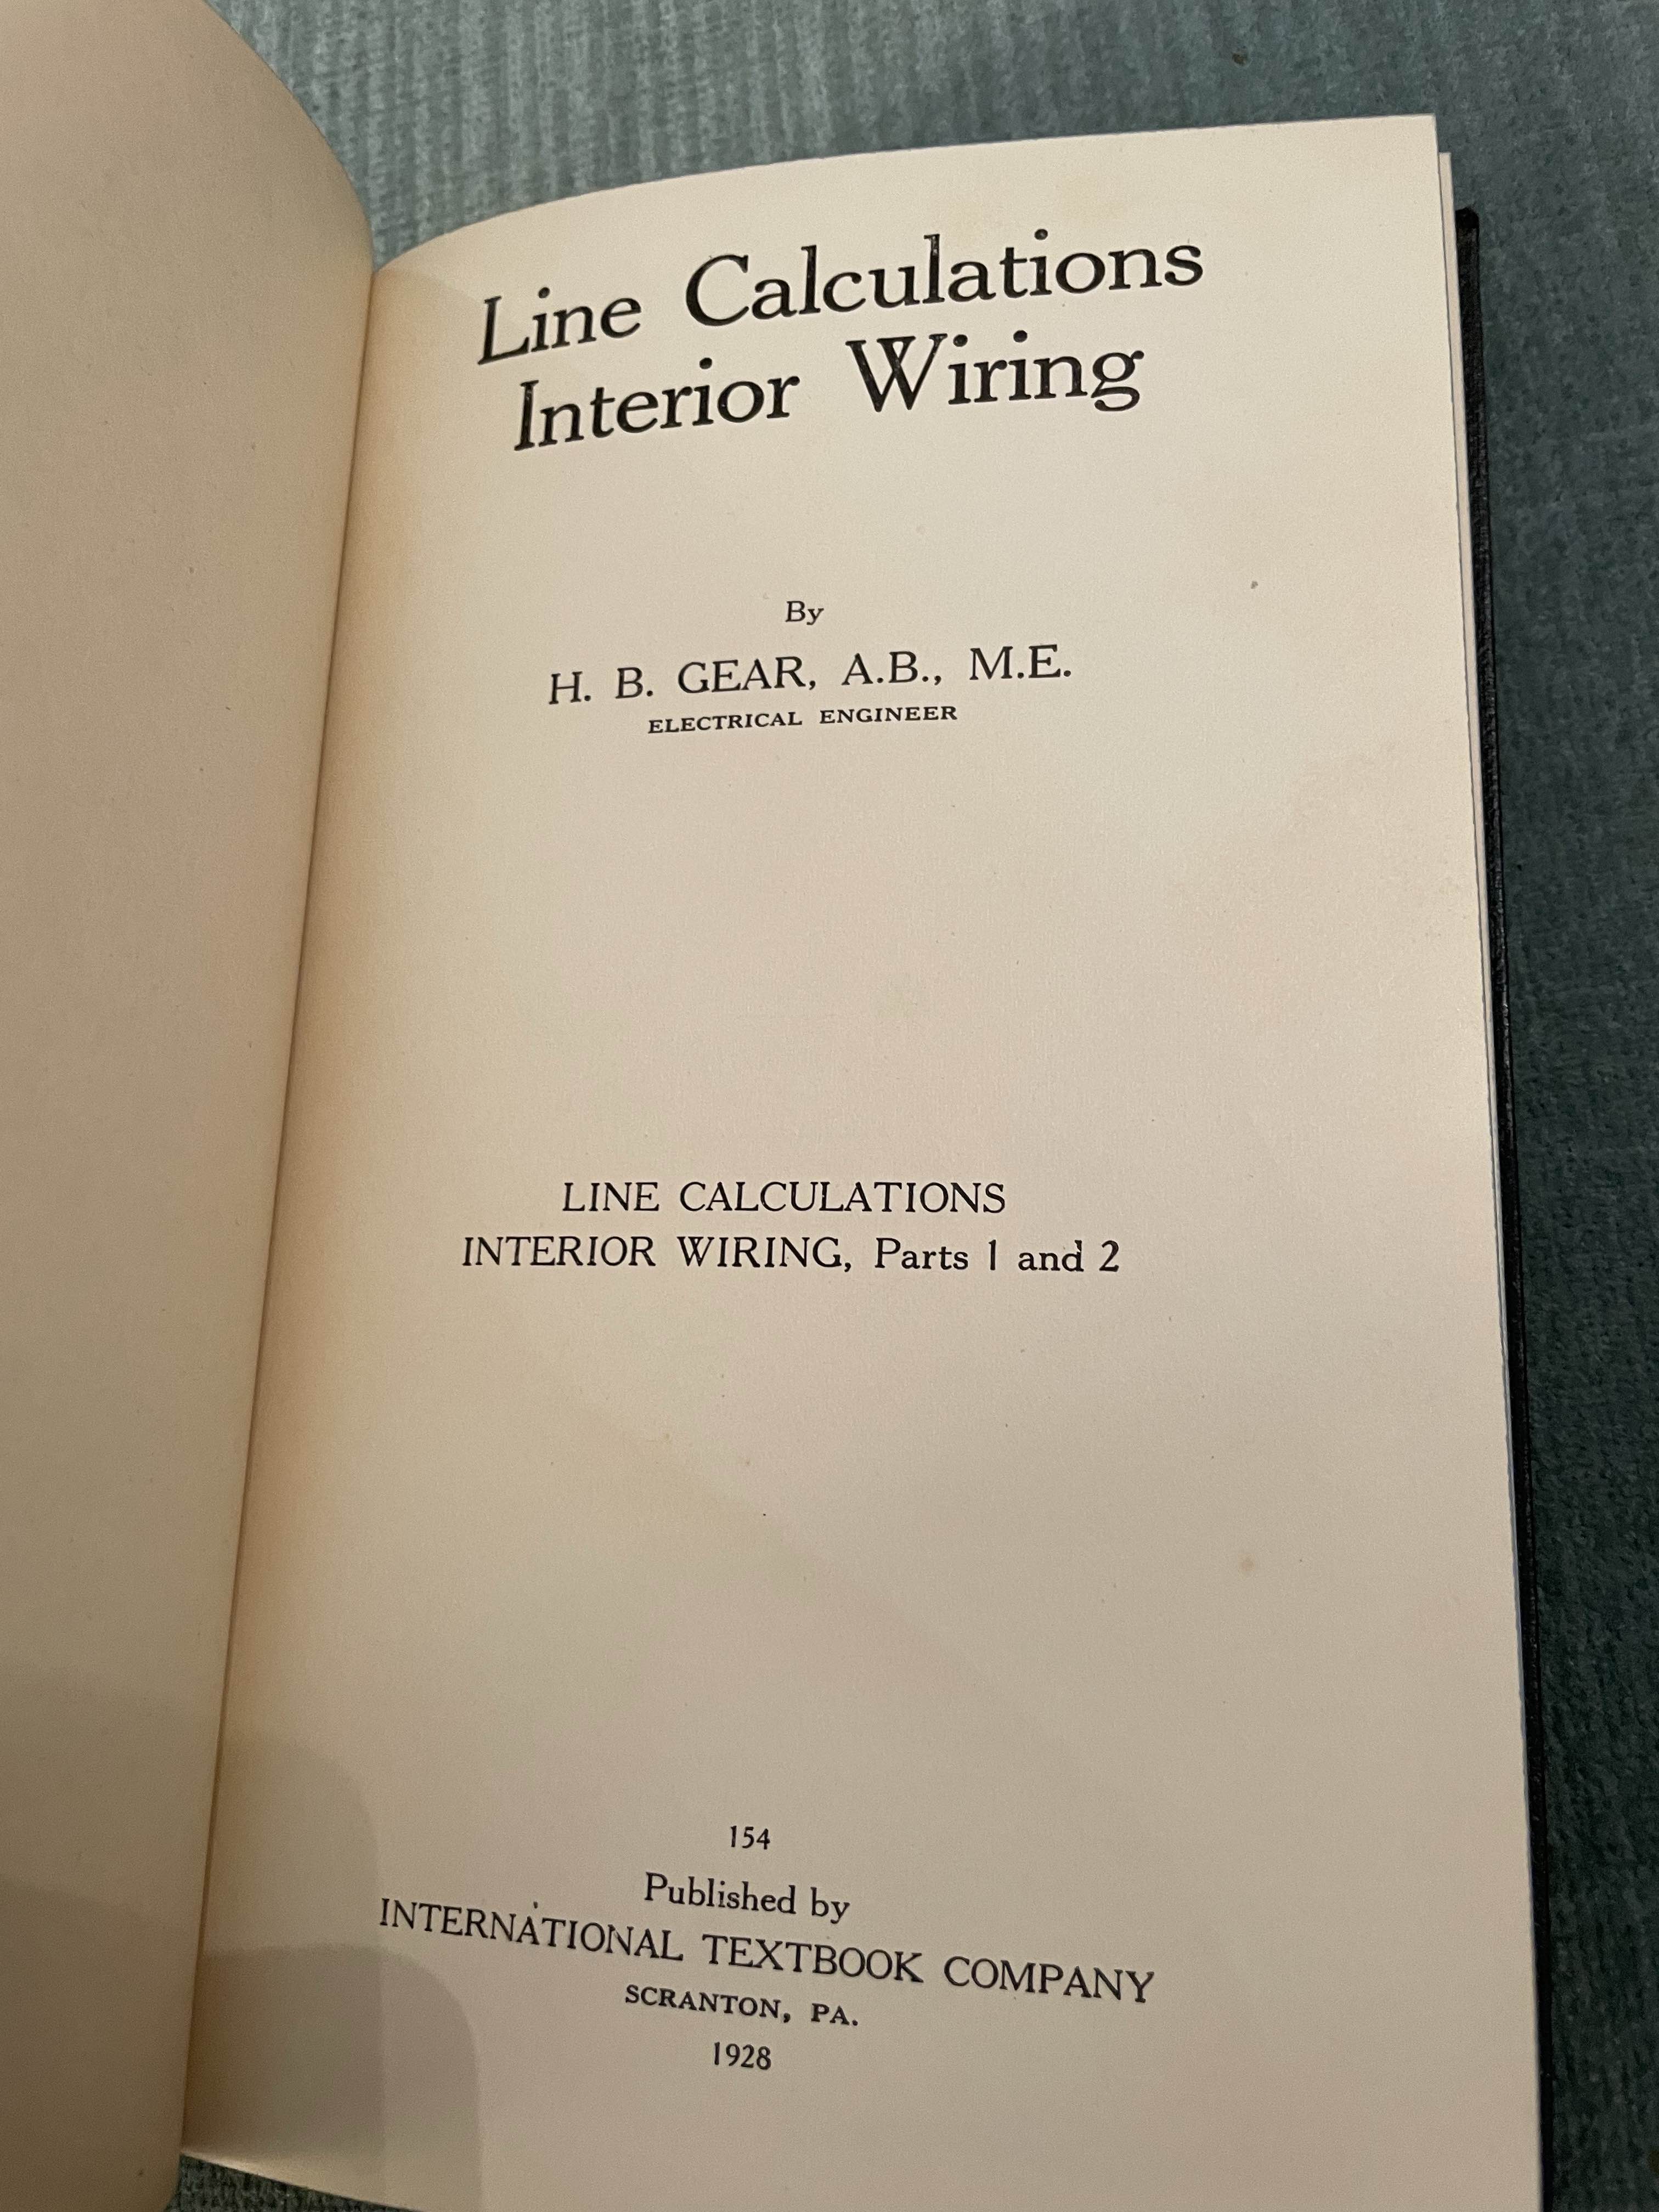 Line Calculations
Interior Wiring
By
H. B. GEAR, A.B., M.E.
ELECTRICAL ENGINEER
LINE CALCULATIONS
INTERIOR WIRING, Parts 1 and 2
154
Published by
INTERNATIONAL TEXTBOOK COMPANY
SCRANTON, PA.
1928